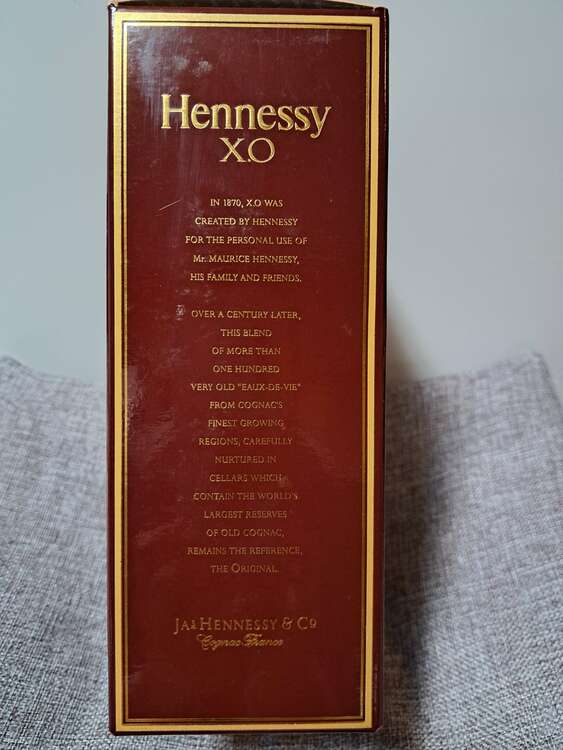 Hennessy
X.O
IN 1870, X.O WAS
CREATED BY HENNESSY
FOR THE PERSONAL USE OF
Mr. MAURICE HENNESSY,
HIS FAMILY AND FRIENDS.
OVER A CENTURY LATER,
THIS BLEND
OF MORE THAN
ONE HUNDRED
VERY OLD "EAUX-DE-VIE"
FROM COGNAC'S
FINEST GROWING
REGIONS, CAREFULLY
NURTURED IN
CELLARS WHICH
CONTAIN THE WORLD'S
LARGEST RESERVES
OF OLD COGNAC,
REMAINS THE REFERENCE,
THE ORIGINAL.
JAs HENNESSY & Co
Cognac France